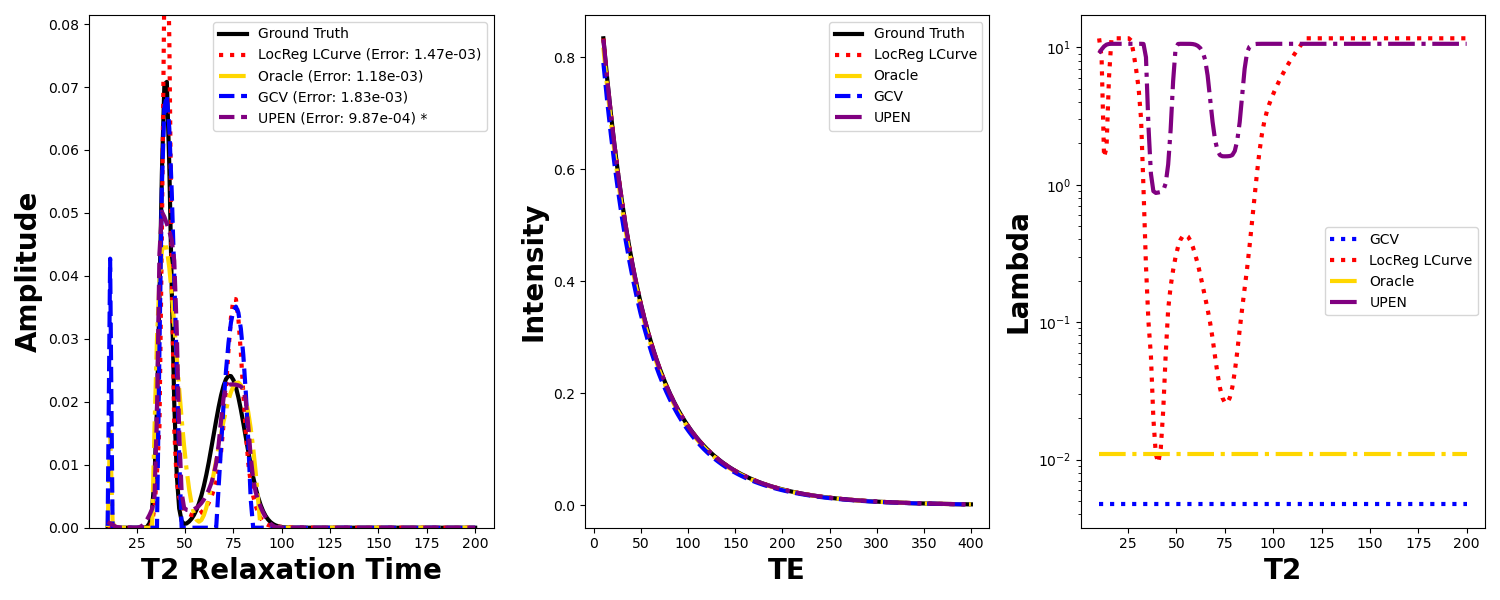 Amplitude
0.08
0.07
0.06
0.05
0.04
0.03
0.02
0.01
0.00
25
50
75
100
125
150
175
200
T2 Relaxation Time
Ground Truth
LocReg LCurve (Error: 1.47e-03)
Oracle (Error: 1.18e-03)
GCV (Error: 1.83e-03)
UPEN (Error: 9.87e-04) *
Intensity
0.8
0.6
0.4
0.2
0.0
0
50
100
150
200
250
300
350
400
TE
Ground Truth
LocReg LCurve
Oracle
GCV
UPEN
Lambda
10¹
10⁰
10⁻¹
10⁻²
25
50
75
100
125
150
175
200
T2
GCV
LocReg LCurve
Oracle
UPEN